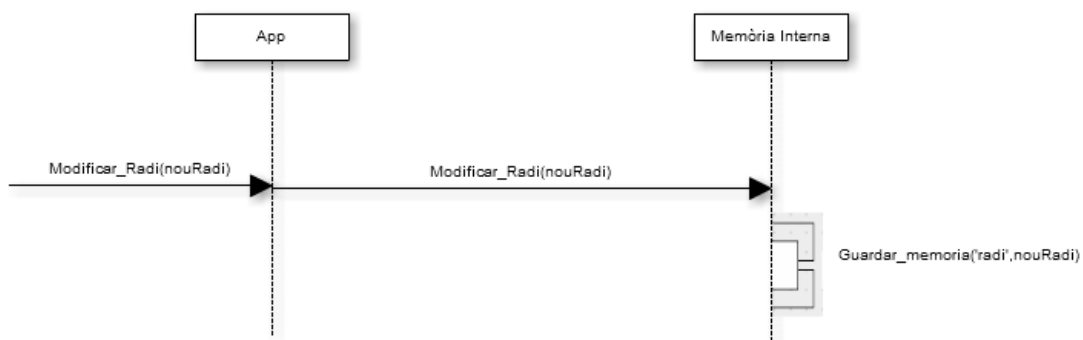 App
Memòria Interna
Modificar_Radi(nouRadi)
Modificar_Radi(nouRadi)
Guardar_memoria('radi',nouRadi)